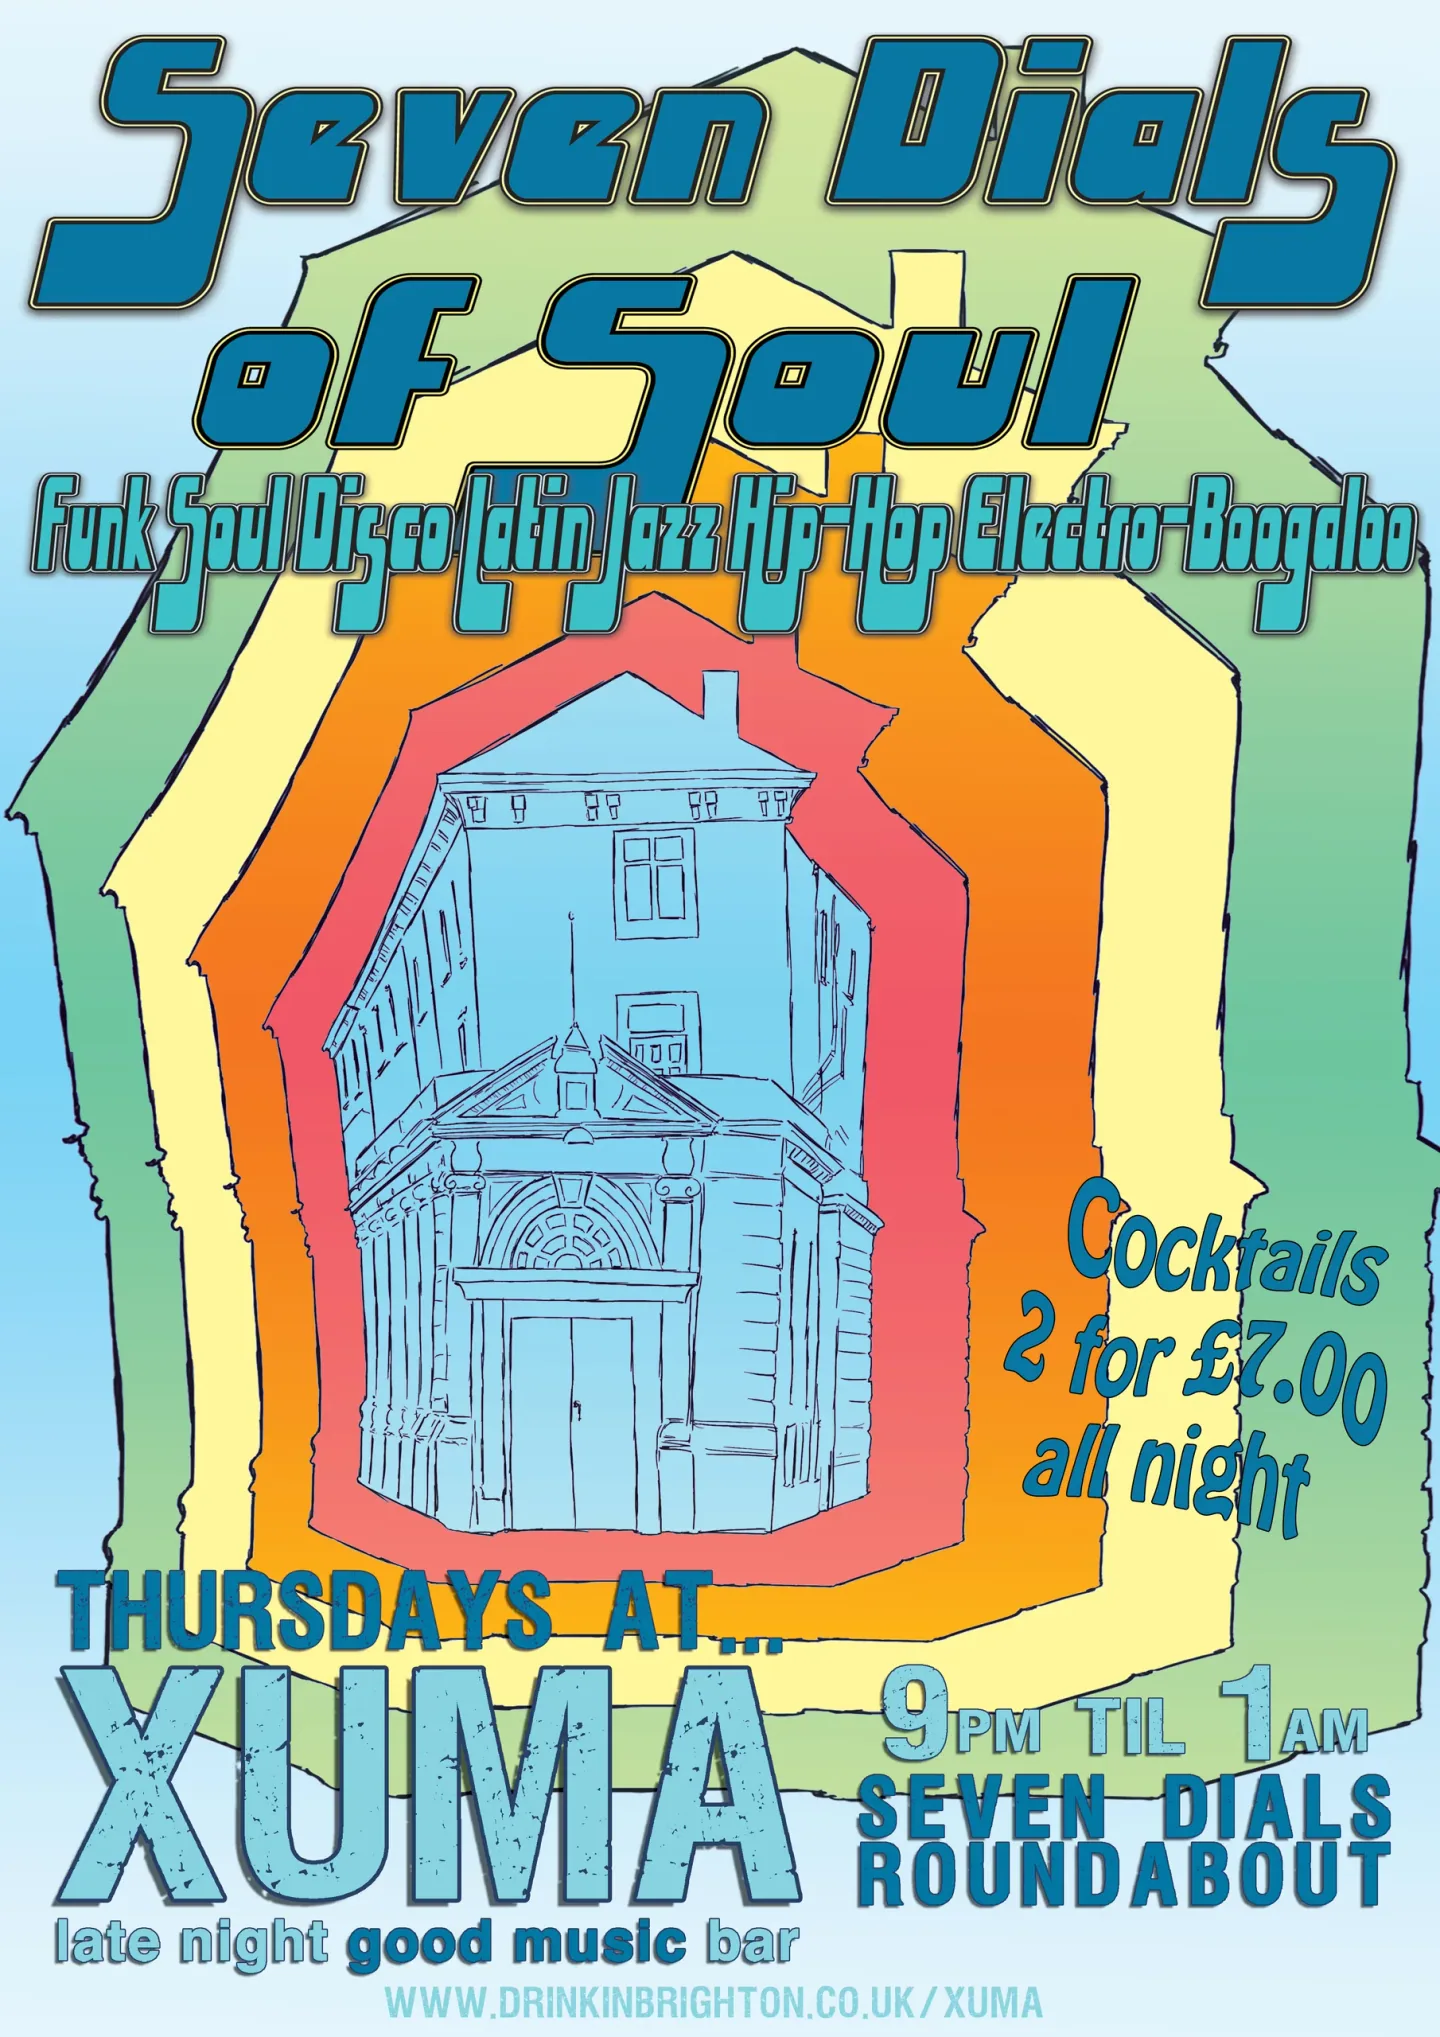 Seven Dials
of Soul
Funk Soul Disco Latin Jazz Hip-Hop Electro-Boogaloo
Cocktails
2 for £7.00
all night
THURSDAYS AT...
XUMA
9PM TIL 1AM
SEVEN DIALS
ROUNDABOUT
late night good music bar
WWW.DRINKINBRIGHTON.CO.UK/XUMA